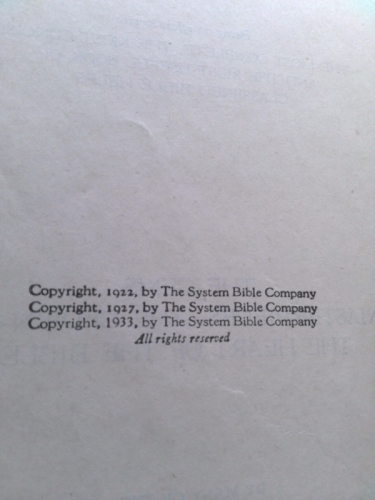 Copyright, 1922, by The System Bible Company
Copyright, 1927, by The System Bible Company
Copyright, 1933, by The System Bible Company
All rights reserved